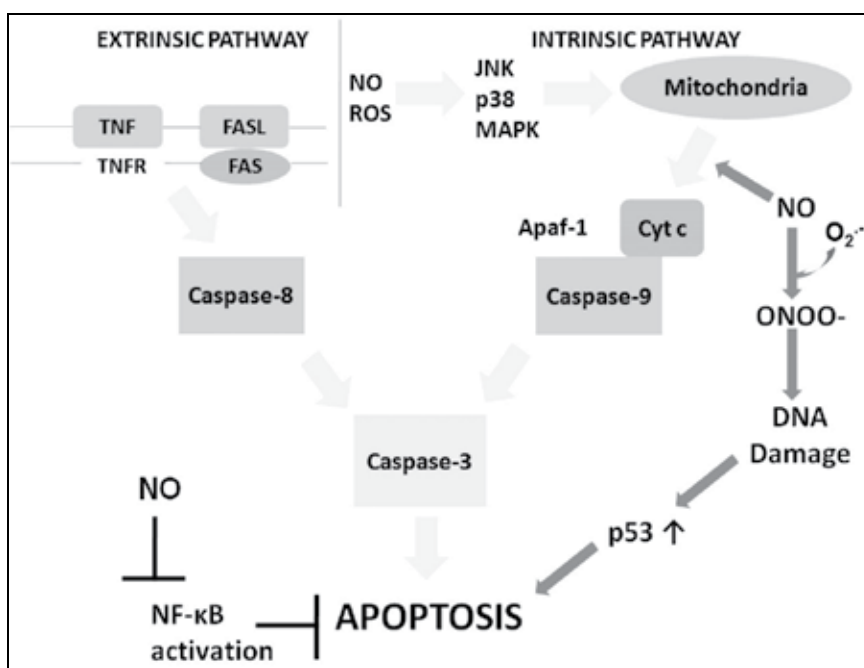 EXTRINSIC PATHWAY
INTRINSIC PATHWAY
TNF
FASL
TNFR
FAS
NO
ROS
JNK
p38
MAPK
Mitochondria
Apaf-1
Cyt c
NO
O₂·-
Caspase-8
Caspase-9
ONOO-
DNA
Damage
Caspase-3
NO
p53 ↑
NF-κB
activation
APOPTOSIS